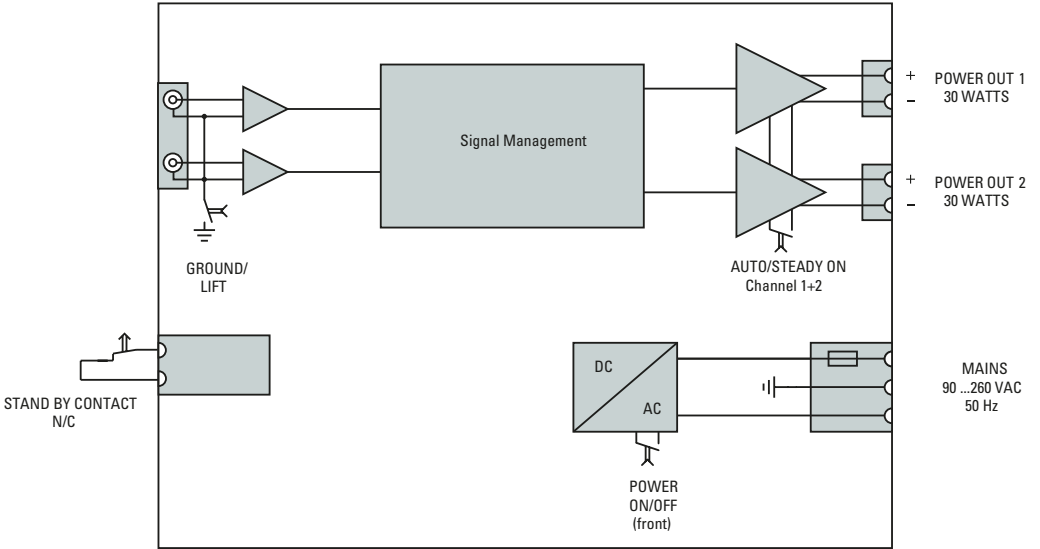 Signal Management
+
−
POWER OUT 1
30 WATTS
+
−
POWER OUT 2
30 WATTS
GROUND/
LIFT
AUTO/STEADY ON
Channel 1+2
STAND BY CONTACT
N/C
DC
AC
MAINS
90 ...260 VAC
50 Hz
POWER
ON/OFF
(front)